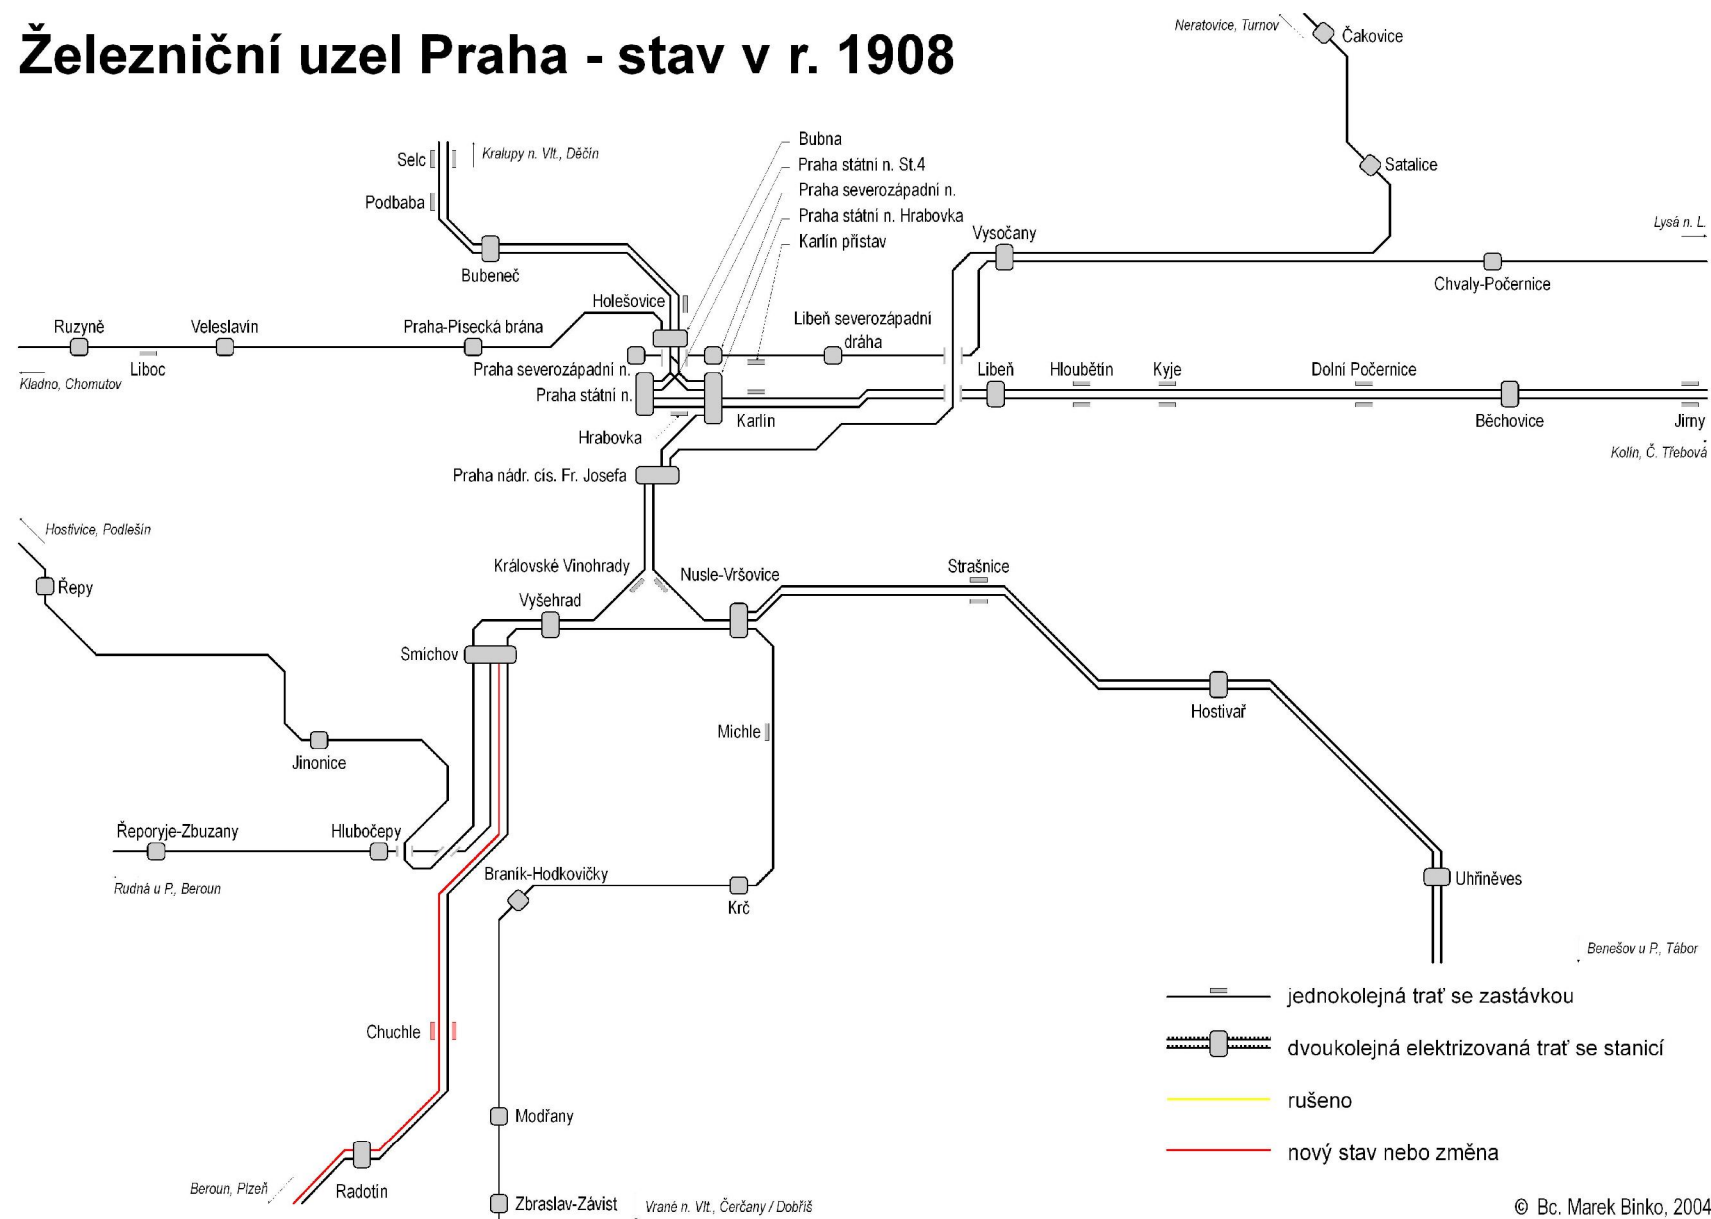 Železniční uzel Praha - stav v r. 1908
Neratovice, Turnov
Čakovice
Bubna
Selc
Kralupy n. Vlt., Děčín
Praha státní n. St.4
Satalice
Podbaba
Praha severozápadní n.
Praha státní n. Hrabovka
Lysá n. L.
Karlín přístav
Vysočany
Bubeneč
Chvaly-Počernice
Holešovice
Libeň severozápadní
dráha
Ruzyně
Veleslavín
Praha-Písecká brána
Liboc
Praha severozápadní n.
Libeň
Hloubětín
Kyje
Dolní Počernice
Kladno, Chomutov
Praha státní n.
Karlín
Běchovice
Jirny
Hrabovka
Kolín, Č. Třebová
Praha nádr. cís. Fr. Josefa
Hostivice, Podlešín
Řepy
Královské Vinohrady
Nusle-Vršovice
Strašnice
Vyšehrad
Smíchov
Hostivař
Michle
Jinonice
Řeporyje-Zbuzany
Hlubočepy
Rudná u P., Beroun
Braník-Hodkovičky
Krč
Uhříněves
Benešov u P., Tábor
jednokolejná trať se zastávkou
Chuchle
dvoukolejná elektrizovaná trať se stanicí
rušeno
Modřany
nový stav nebo změna
Beroun, Plzeň
Radotín
Zbraslav-Závist
Vrané n. Vlt., Čerčany / Dobříš
© Bc. Marek Binko, 2004